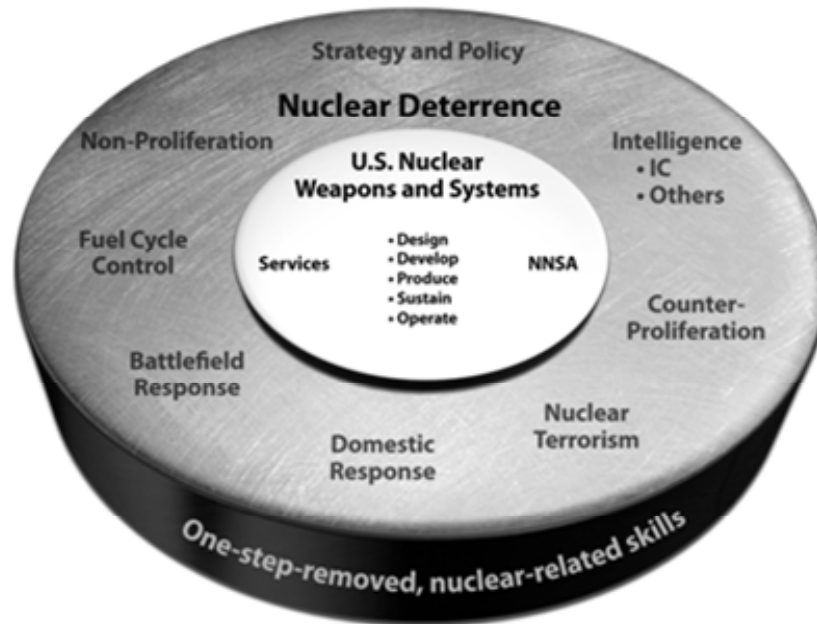 Strategy and Policy
Nuclear Deterrence
Non-Proliferation
Intelligence
• IC
• Others
U.S. Nuclear
Weapons and Systems
Fuel Cycle
Control
Services
• Design
• Develop
• Produce
• Sustain
• Operate
NNSA
Counter-
Proliferation
Battlefield
Response
Nuclear
Terrorism
Domestic
Response
One-step-removed, nuclear-related skills